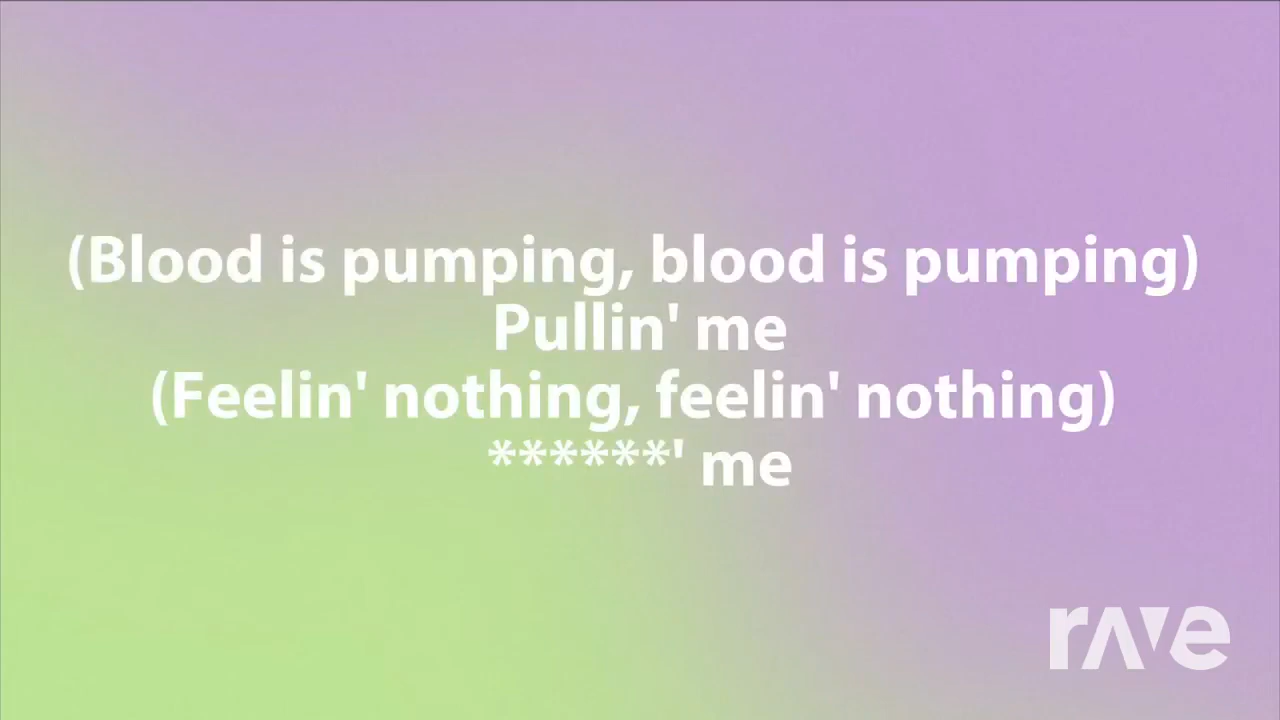 (Blood is pumping, blood is pumping)
Pullin' me
(Feelin' nothing, feelin' nothing)
******' me
rave